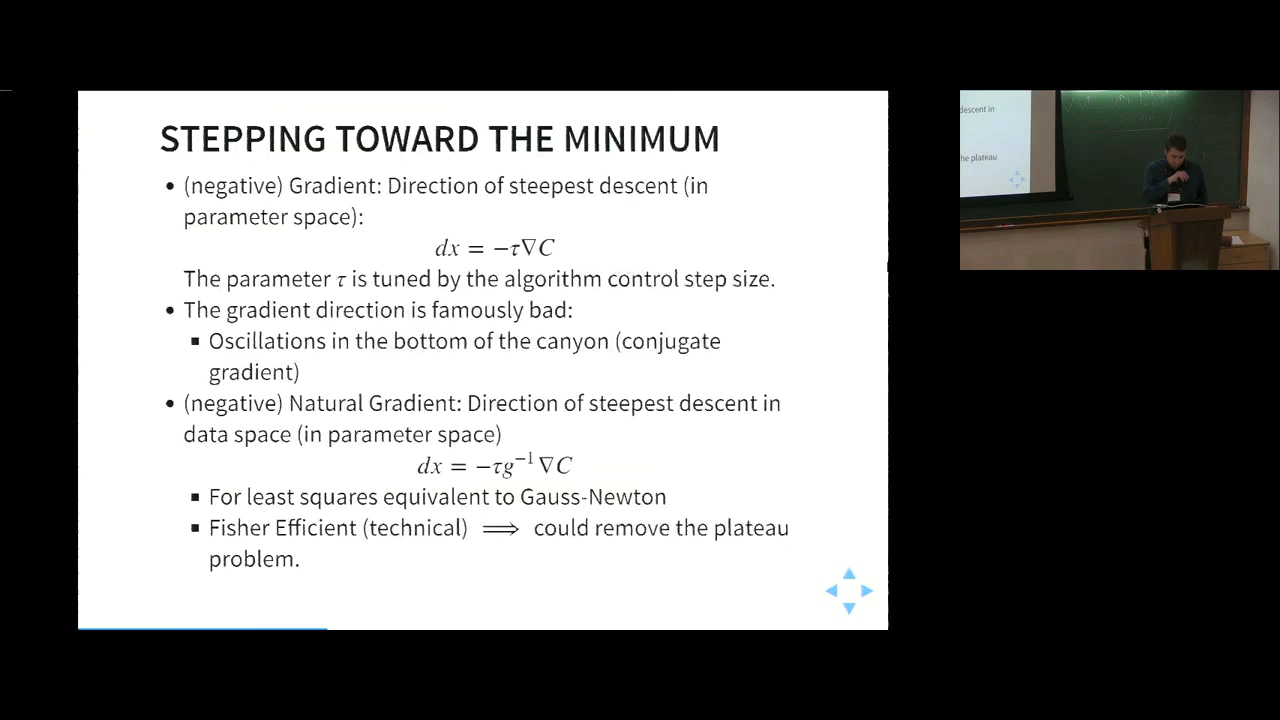 STEPPING TOWARD THE MINIMUM
• (negative) Gradient: Direction of steepest descent (in
parameter space):
dx = −τ∇C
The parameter τ is tuned by the algorithm control step size.
• The gradient direction is famously bad:
▪ Oscillations in the bottom of the canyon (conjugate
gradient)
• (negative) Natural Gradient: Direction of steepest descent in
data space (in parameter space)
dx = −τg⁻¹∇C
▪ For least squares equivalent to Gauss-Newton
▪ Fisher Efficient (technical) ⟹ could remove the plateau
problem.
descent in
he plateau